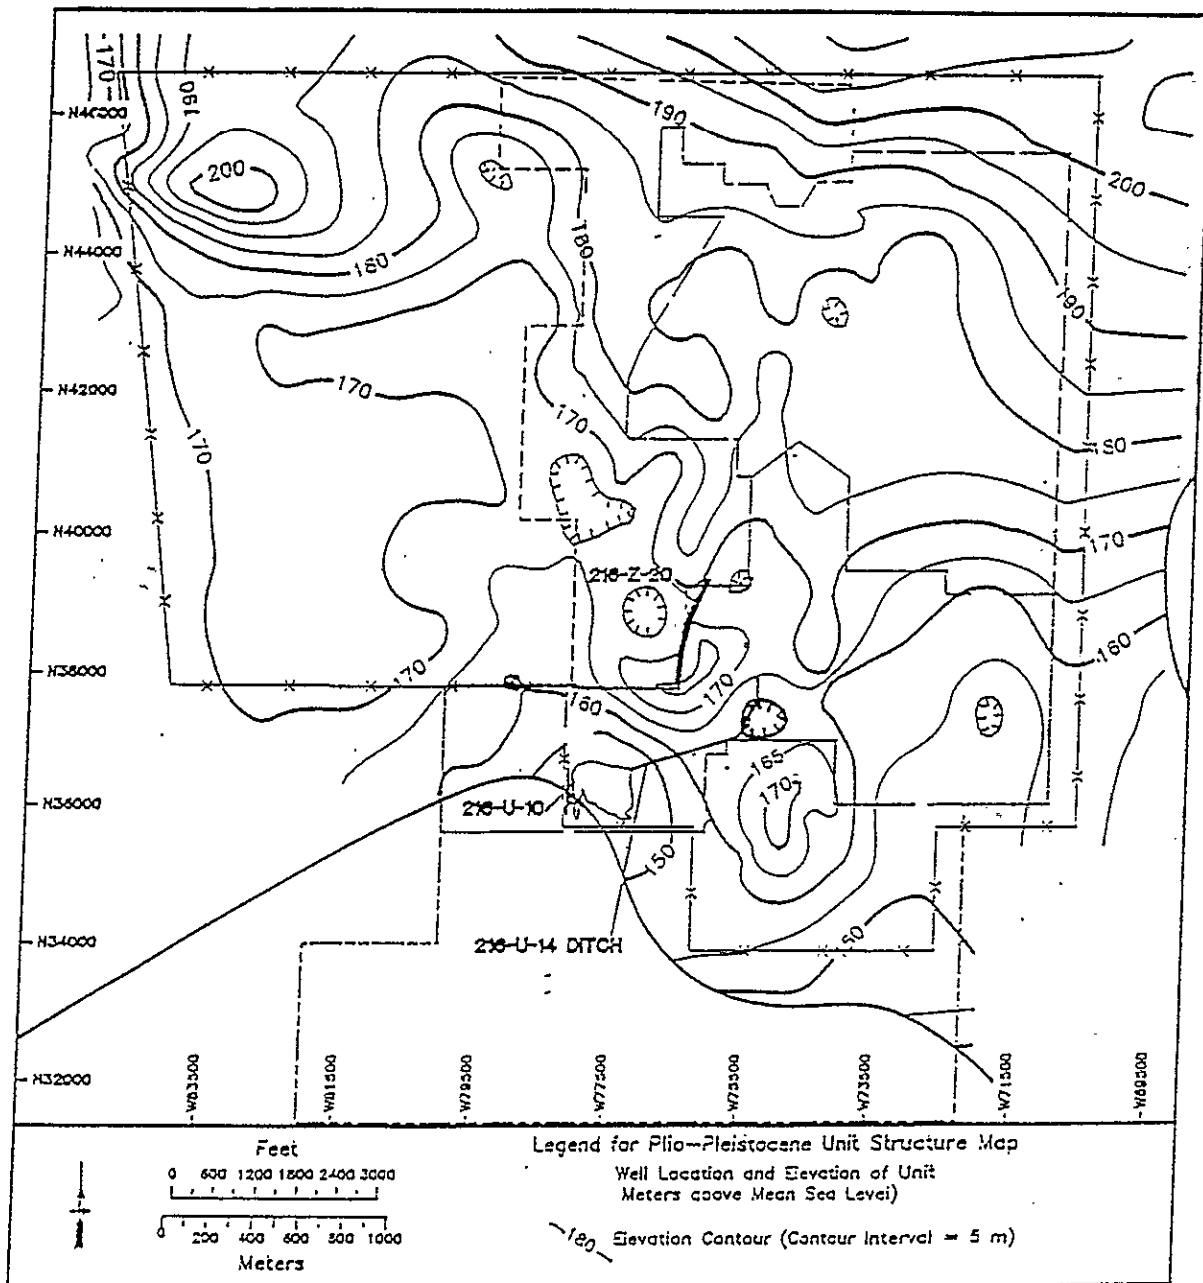 170
190
N46000
190
200
200
N44000
180
180
190
N42000
170
170
170
180
N40000
170
216-Z-20
N38000
170
170
160
160
165
N36000
170
216-U-10
150
N34000
216-U-14 DITCH
50
N32000
W83500
W81500
W79500
W77500
W75500
W73500
W71500
W69500
Feet
0 600 1200 1800 2400 3000
0 200 400 600 800 1000
Meters
Legend for Plio-Pleistocene Unit Structure Map
Well Location and Elevation of Unit
Meters above Mean Sea Level)
180 Elevation Contour (Contour Interval = 5 m)